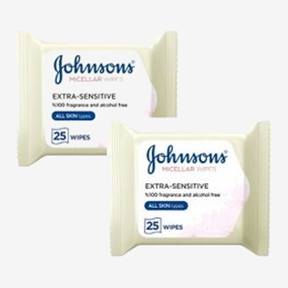 Johnson's
MICELLAR WIPES
EXTRA-SENSITIVE
%100 fragrance and alcohol free
ALL SKIN types
25 WIPES
Johnson's
MICELLAR WIPES
EXTRA-SENSITIVE
%100 fragrance and alcohol free
ALL SKIN types
25 WIPES